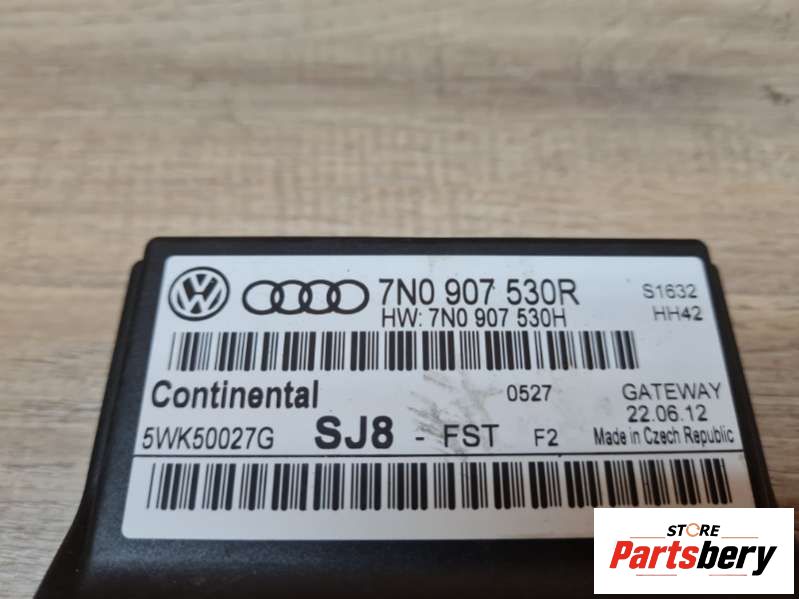 7N0 907 530R
S1632
HW: 7N0 907 530H
HH42
Continental
0527
GATEWAY
22.06.12
5WK50027G
SJ8 - FST F2
Made in Czech Republic
STORE
Partsbery